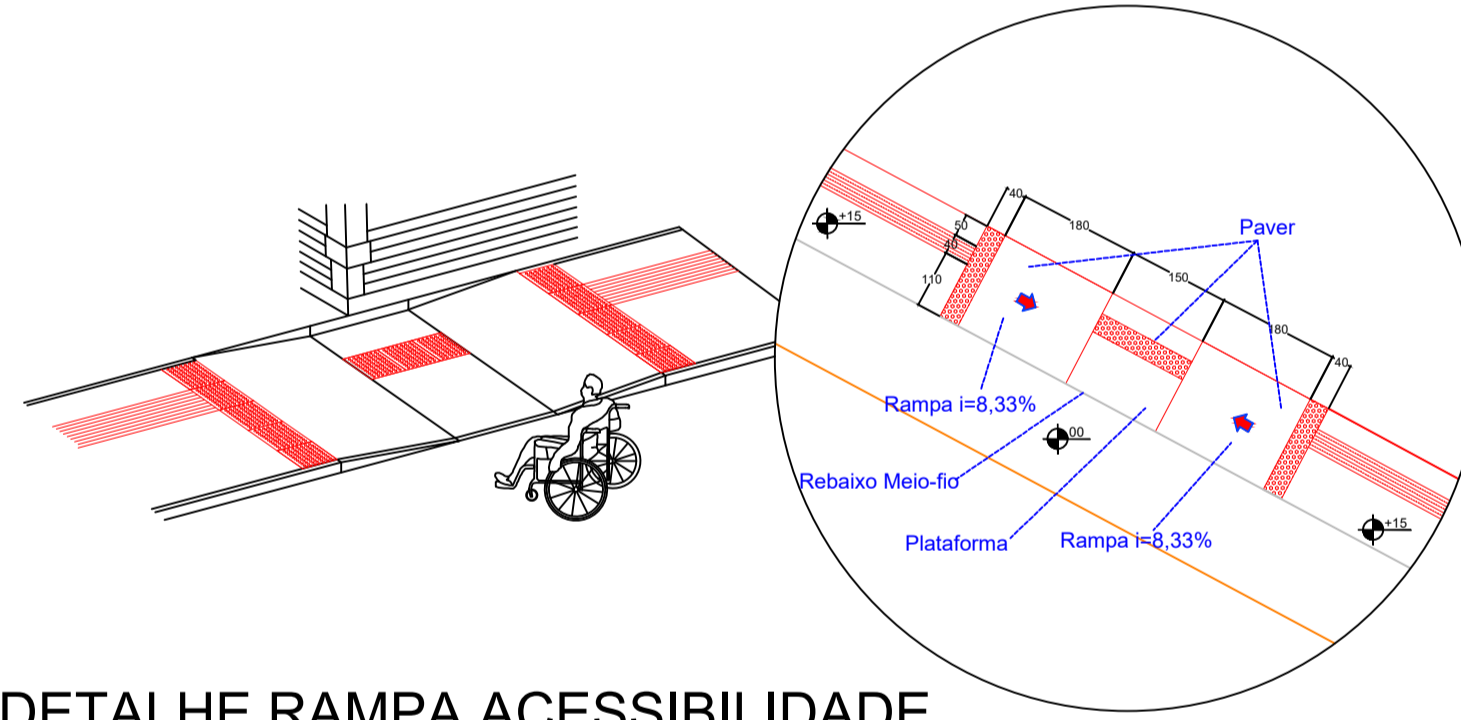 40
180
50
40
+15
110
Paver
150
180
40
Rampa i=8,33%
00
Rebaixo Meio-fio
Plataforma
Rampa i=8,33%
+15
DETALHE RAMPA ACESSIBILIDADE